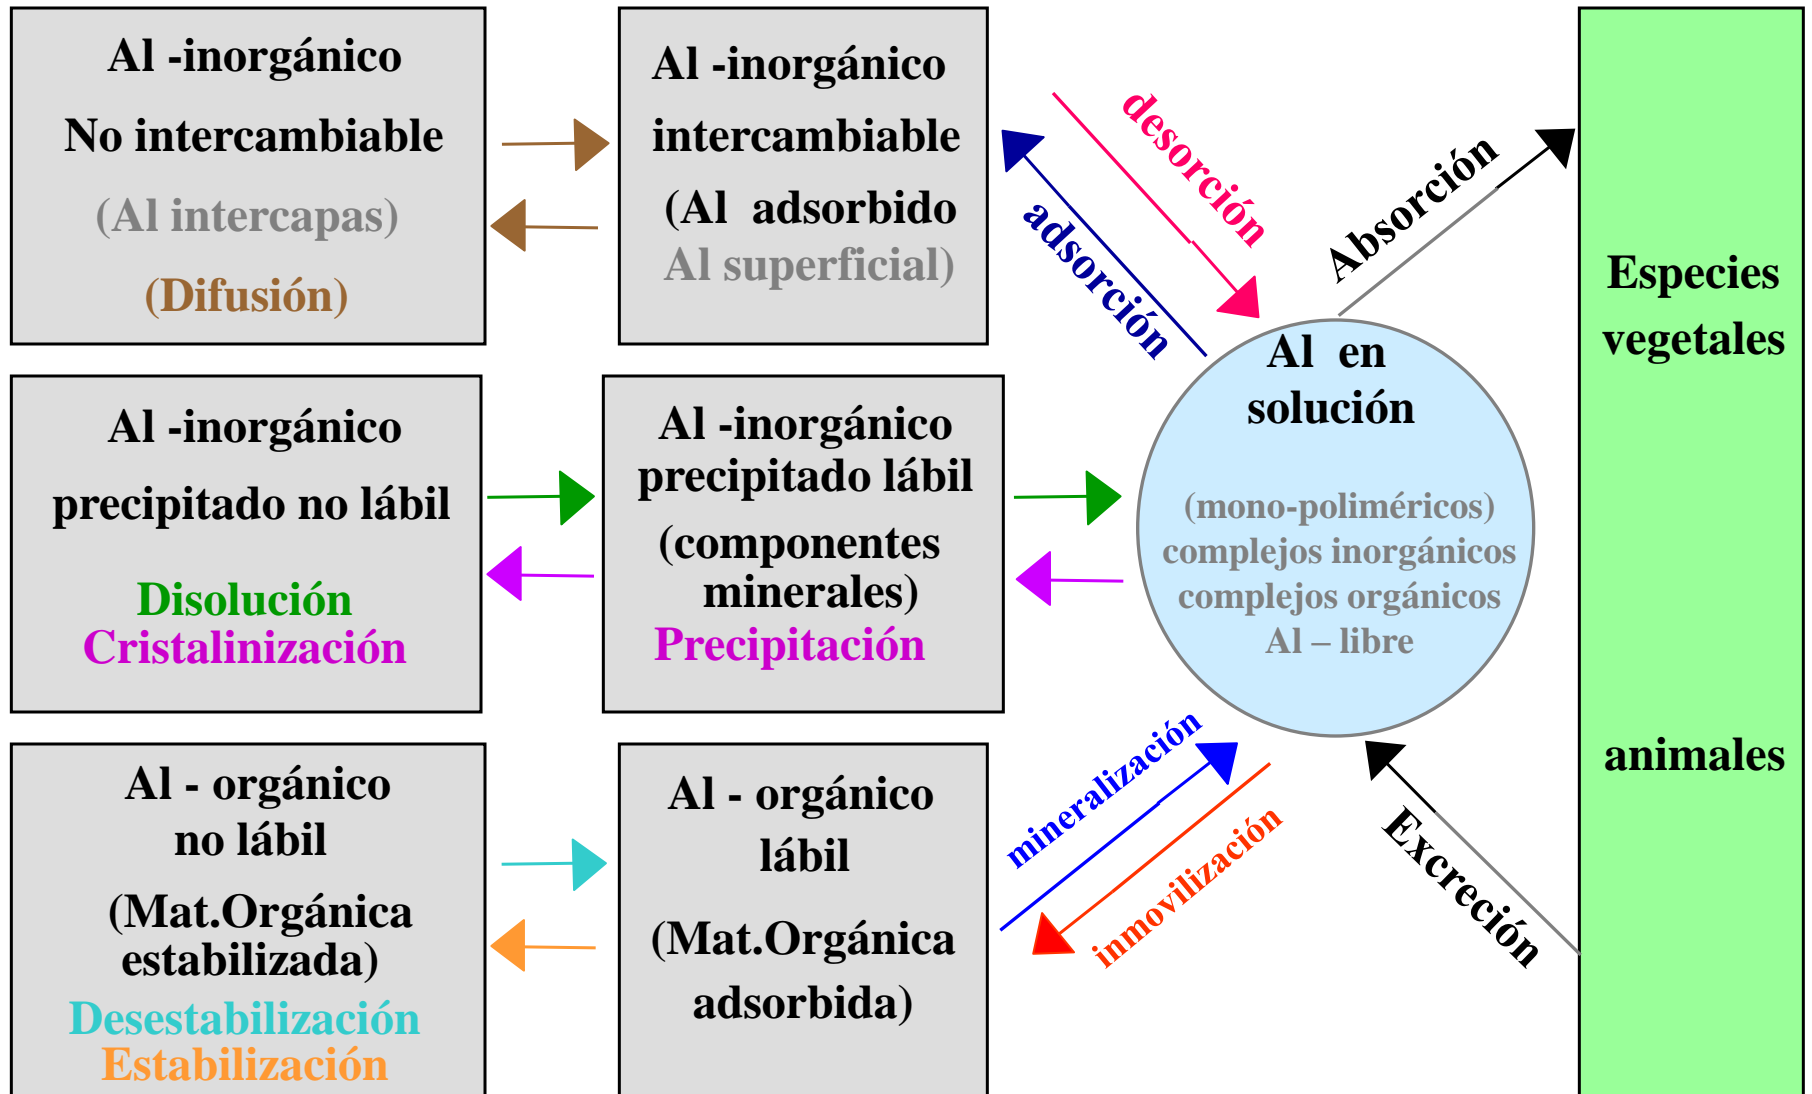 Al -inorgánico
No intercambiable
(Al intercapas)
(Difusión)
Al -inorgánico
intercambiable
(Al adsorbido
Al superficial)
desorción
adsorción
Absorción
Especies
vegetales
animales
Al en
solución
(mono-poliméricos)
complejos inorgánicos
complejos orgánicos
Al – libre
Al -inorgánico
precipitado no lábil
Disolución
Cristalinización
Al -inorgánico
precipitado lábil
(componentes
minerales)
Precipitación
Al - orgánico
no lábil
(Mat.Orgánica
estabilizada)
Desestabilización
Estabilización
Al - orgánico
lábil
(Mat.Orgánica
adsorbida)
mineralización
inmovilización
Excreción